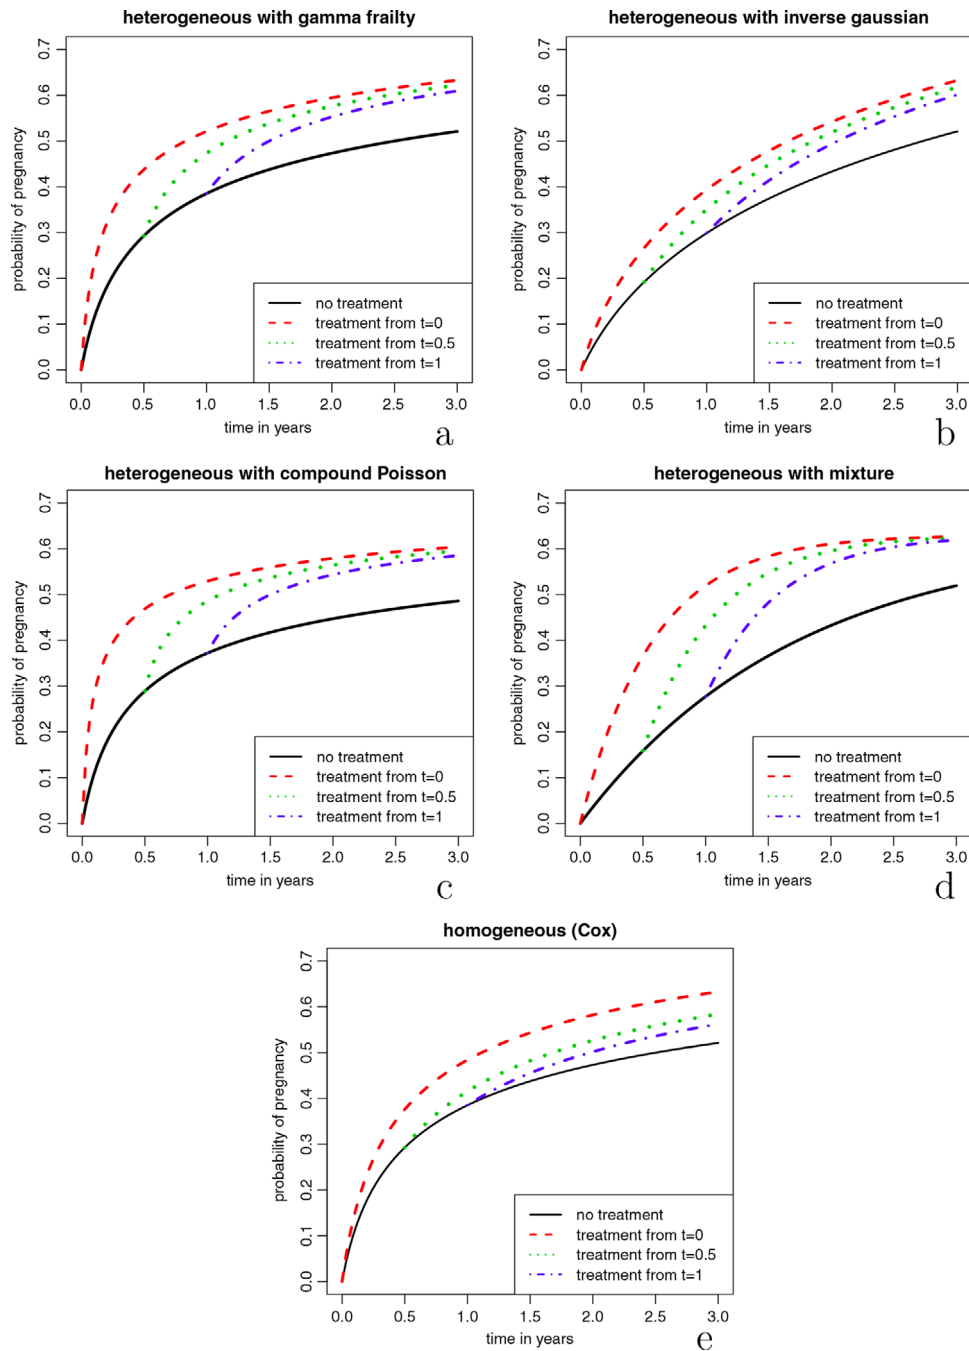 heterogeneous with gamma frailty
probability of pregnancy
0.7
0.6
0.5
0.4
0.3
0.2
0.1
0.0
no treatment
treatment from t=0
treatment from t=0.5
treatment from t=1
0.0 0.5 1.0 1.5 2.0 2.5 3.0
time in years
a
heterogeneous with inverse gaussian
probability of pregnancy
0.7
0.6
0.5
0.4
0.3
0.2
0.1
0.0
no treatment
treatment from t=0
treatment from t=0.5
treatment from t=1
0.0 0.5 1.0 1.5 2.0 2.5 3.0
time in years
b
heterogeneous with compound Poisson
probability of pregnancy
0.7
0.6
0.5
0.4
0.3
0.2
0.1
0.0
no treatment
treatment from t=0
treatment from t=0.5
treatment from t=1
0.0 0.5 1.0 1.5 2.0 2.5 3.0
time in years
c
heterogeneous with mixture
probability of pregnancy
0.7
0.6
0.5
0.4
0.3
0.2
0.1
0.0
no treatment
treatment from t=0
treatment from t=0.5
treatment from t=1
0.0 0.5 1.0 1.5 2.0 2.5 3.0
time in years
d
homogeneous (Cox)
probability of pregnancy
0.7
0.6
0.5
0.4
0.3
0.2
0.1
0.0
no treatment
treatment from t=0
treatment from t=0.5
treatment from t=1
0.0 0.5 1.0 1.5 2.0 2.5 3.0
time in years
e